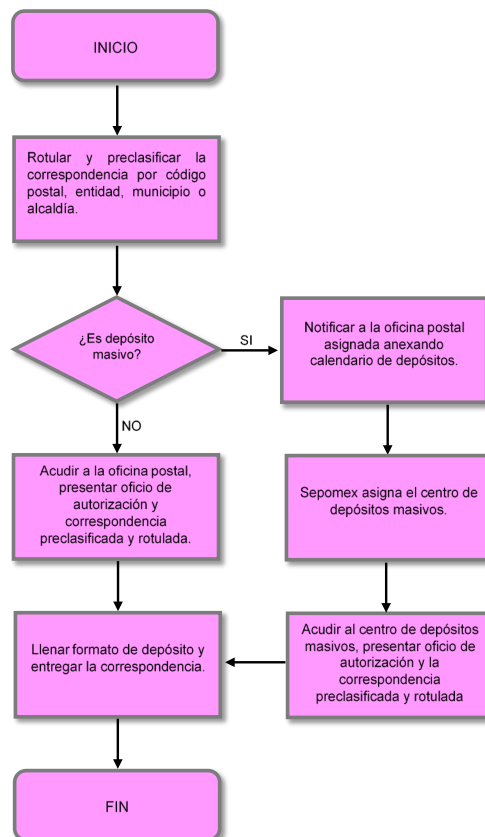 INICIO
Rotular y preclasificar la
correspondencia por código
postal, entidad, municipio o
alcaldía.
¿Es depósito
masivo?
SI
Notificar a la oficina postal
asignada anexando
calendario de depósitos.
NO
Acudir a la oficina postal,
presentar oficio de
autorización y
correspondencia
preclasificada y rotulada.
Sepomex asigna el centro de
depósitos masivos.
Acudir al centro de depósitos
masivos, presentar oficio de
autorización y la
correspondencia
preclasificada y rotulada
Llenar formato de depósito y
entregar la correspondencia.
FIN